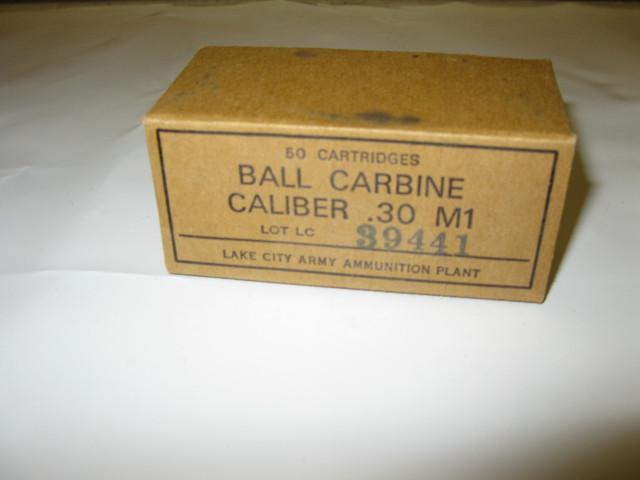 50 CARTRIDGES
BALL CARBINE
CALIBER .30 M1
LOT LC 39441
LAKE CITY ARMY AMMUNITION PLANT